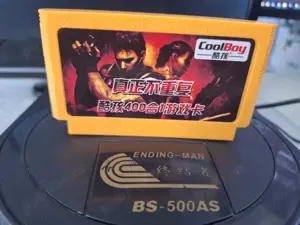 CoolBoy
酷孩
真正不重复
酷孩400合1游戏卡
ENDING-MAN
终结者
BS-500AS